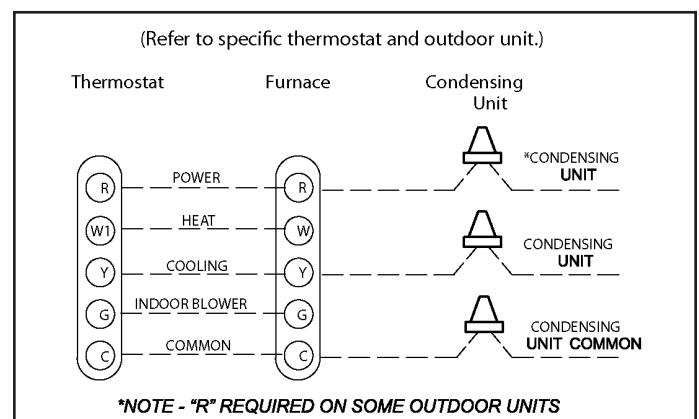 (Refer to specific thermostat and outdoor unit.)
Thermostat
Furnace
Condensing
Unit
R
POWER
R
*CONDENSING
UNIT
W1
HEAT
W
Y
COOLING
Y
CONDENSING
UNIT
G
INDOOR BLOWER
G
C
COMMON
C
CONDENSING
UNIT COMMON
*NOTE - "R" REQUIRED ON SOME OUTDOOR UNITS